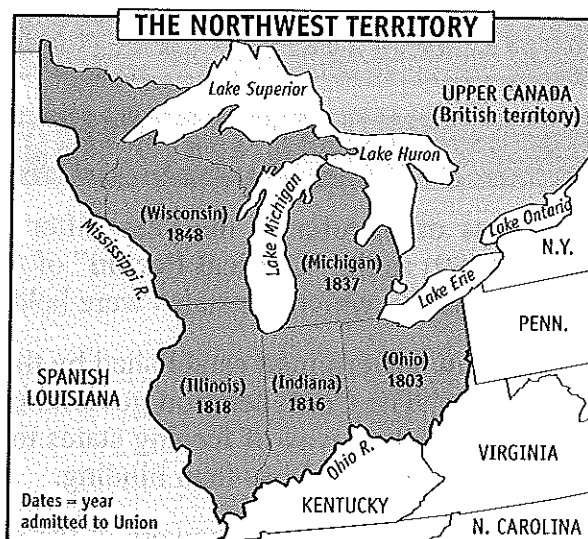 THE NORTHWEST TERRITORY
Lake Superior
UPPER CANADA
(British territory)
Lake Huron
Lake Ontario
N.Y.
(Wisconsin)
1848
Lake Michigan
Mississippi R.
(Michigan)
1837
Lake Erie
PENN.
SPANISH
LOUISIANA
(Illinois)
1818
(Indiana)
1816
(Ohio)
1803
Ohio R.
VIRGINIA
KENTUCKY
Dates = year
admitted to Union
N. CAROLINA